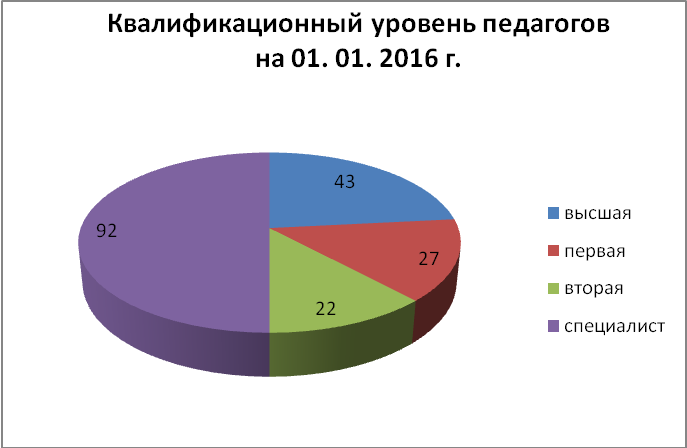 Квалификационный уровень педагогов
на 01. 01. 2016 г.
43
92
27
22
высшая
первая
вторая
специалист